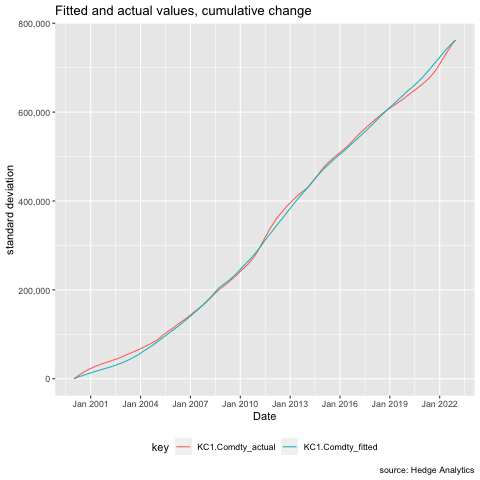 Fitted and actual values, cumulative change
800,000
600,000
400,000
200,000
0
standard deviation
Jan 2001 Jan 2004 Jan 2007 Jan 2010 Jan 2013 Jan 2016 Jan 2019 Jan 2022
Date
key KC1.Comdty_actual KC1.Comdty_fitted
source: Hedge Analytics